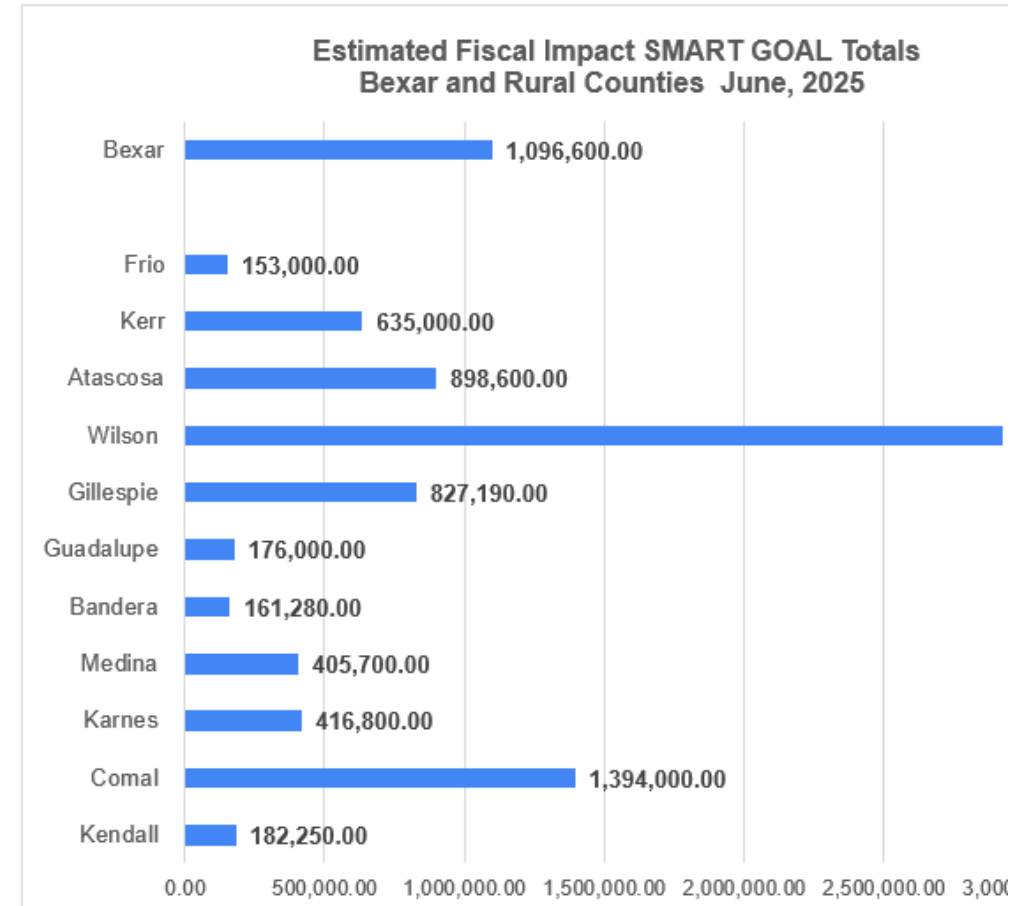 Estimated Fiscal Impact SMART GOAL Totals
Bexar and Rural Counties June, 2025
Bexar 1,096,600.00
Frio 153,000.00
Kerr 635,000.00
Atascosa 898,600.00
Wilson
Gillespie 827,190.00
Guadalupe 176,000.00
Bandera 161,280.00
Medina 405,700.00
Karnes 416,800.00
Comal 1,394,000.00
Kendall 182,250.00
0.00 500,000.00 1,000,000.00 1,500,000.00 2,000,000.00 2,500,000.00